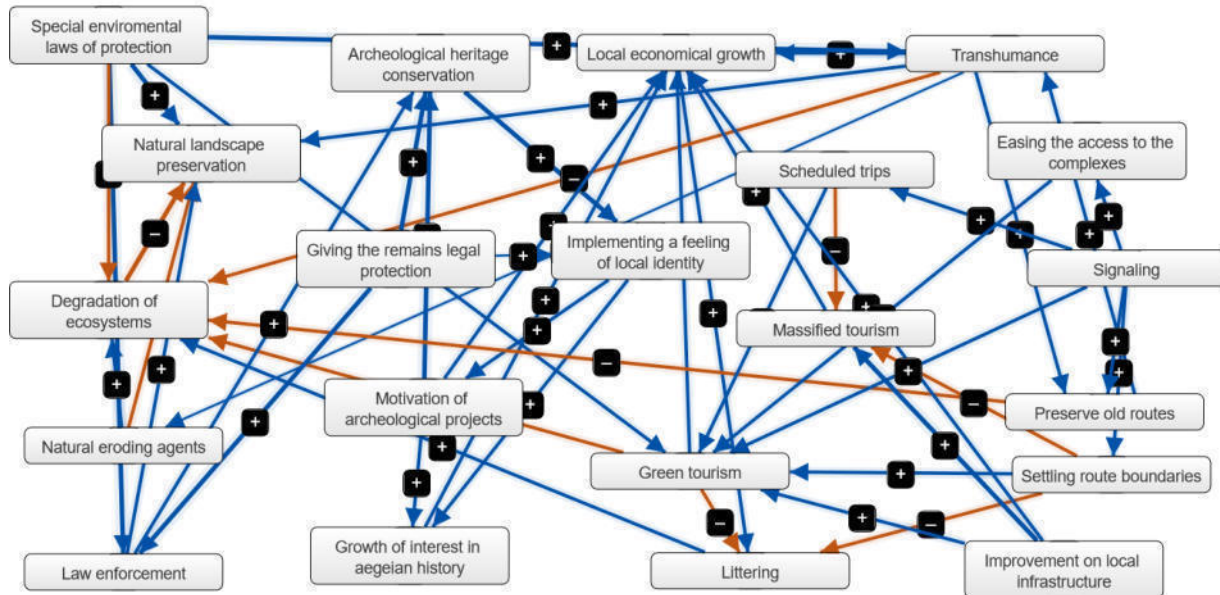 Special enviromental
laws of protection
Archeological heritage
conservation
Local economical growth
Transhumance
Natural landscape
preservation
Scheduled trips
Easing the access to the
complexes
Giving the remains legal
protection
Implementing a feeling
of local identity
Signaling
Degradation of
ecosystems
Massified tourism
Motivation of
archeological projects
Preserve old routes
Natural eroding agents
Green tourism
Settling route boundaries
Law enforcement
Growth of interest in
aegeian history
Littering
Improvement on local
infrastructure